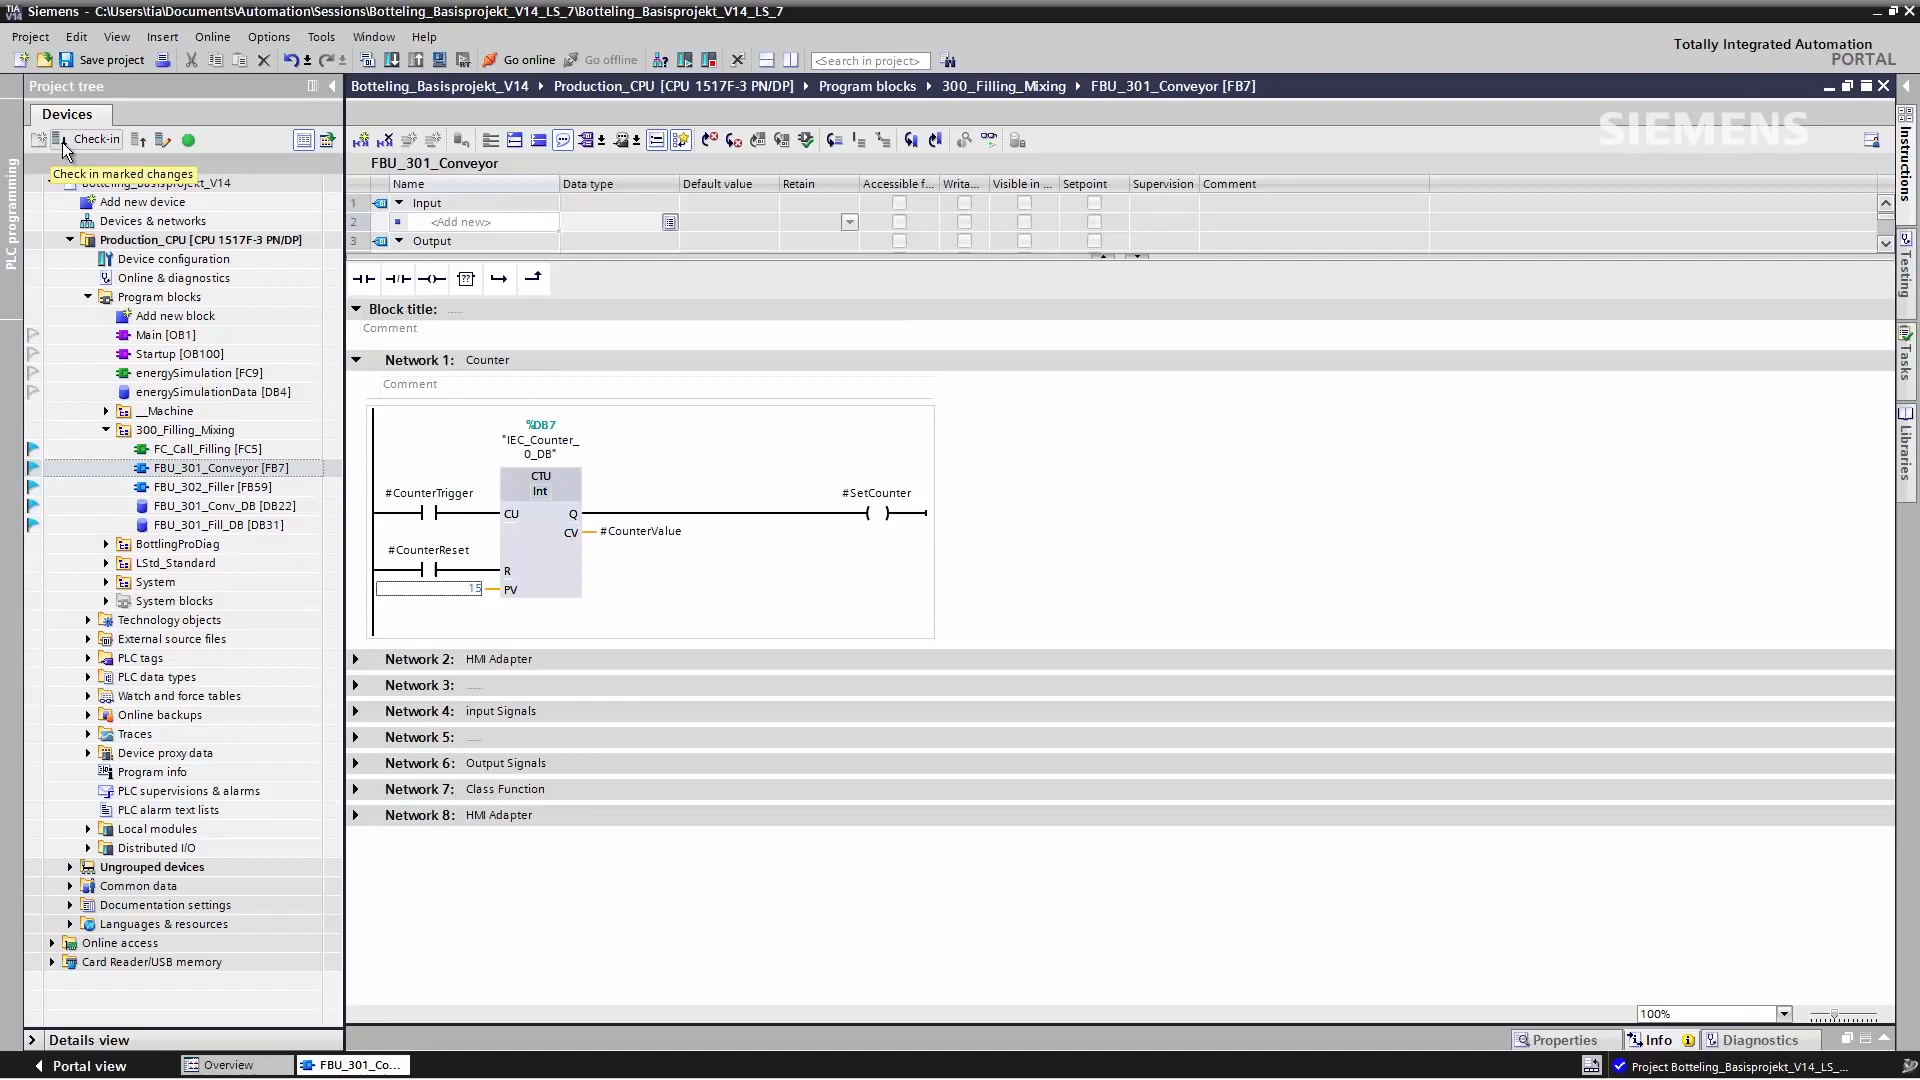 TIA V14 Siemens - C:\Users\tia\Documents\Automation\Sessions\Botteling_Basisprojekt_V14_LS_7\Botteling_Basisprojekt_V14_LS_7
Project Edit View Insert Online Options Tools Window Help
Totally Integrated Automation
PORTAL
Save project Go online Go offline <Search in project>
Project tree
Botteling_Basisprojekt_V14 Production_CPU [CPU 1517F-3 PN/DP] Program blocks 300_Filling_Mixing FBU_301_Conveyor [FB7]
Devices
SIEMENS
Check-in
Check in marked changes
Botteling_Basisprojekt_V14
Add new device
Devices & networks
Production_CPU [CPU 1517F-3 PN/DP]
Device configuration
Online & diagnostics
Program blocks
Add new block
Main [OB1]
Startup [OB100]
energySimulation [FC9]
energySimulationData [DB4]
__Machine
300_Filling_Mixing
FC_Call_Filling [FC5]
FBU_301_Conveyor [FB7]
FBU_302_Filler [FB59]
FBU_301_Conv_DB [DB22]
FBU_301_Fill_DB [DB31]
BottlingProDiag
LStd_Standard
System
System blocks
Technology objects
External source files
PLC tags
PLC data types
Watch and force tables
Online backups
Traces
Device proxy data
Program info
PLC supervisions & alarms
PLC alarm text lists
Local modules
Distributed I/O
Ungrouped devices
Common data
Documentation settings
Languages & resources
Online access
Card Reader/USB memory
Details view
PLC programming
FBU_301_Conveyor
Name Data type Default value Retain Accessible f... Writa... Visible in ... Setpoint Supervision Comment
1 Input
2 <Add new>
3 Output
Block title: .....
Comment
Network 1: Counter
Comment
%DB7
"IEC_Counter_
0_DB"
CTU
Int
#CounterTrigger
CU
Q
#SetCounter
CV
#CounterValue
#CounterReset
R
15
PV
Network 2: HMI Adapter
Network 3: .....
Network 4: input Signals
Network 5: .....
Network 6: Output Signals
Network 7: Class Function
Network 8: HMI Adapter
100%
Properties Info Diagnostics
Instructions
Testing
Tasks
Libraries
Portal view Overview FBU_301_Co... Project Botteling_Basisprojekt_V14_LS_...